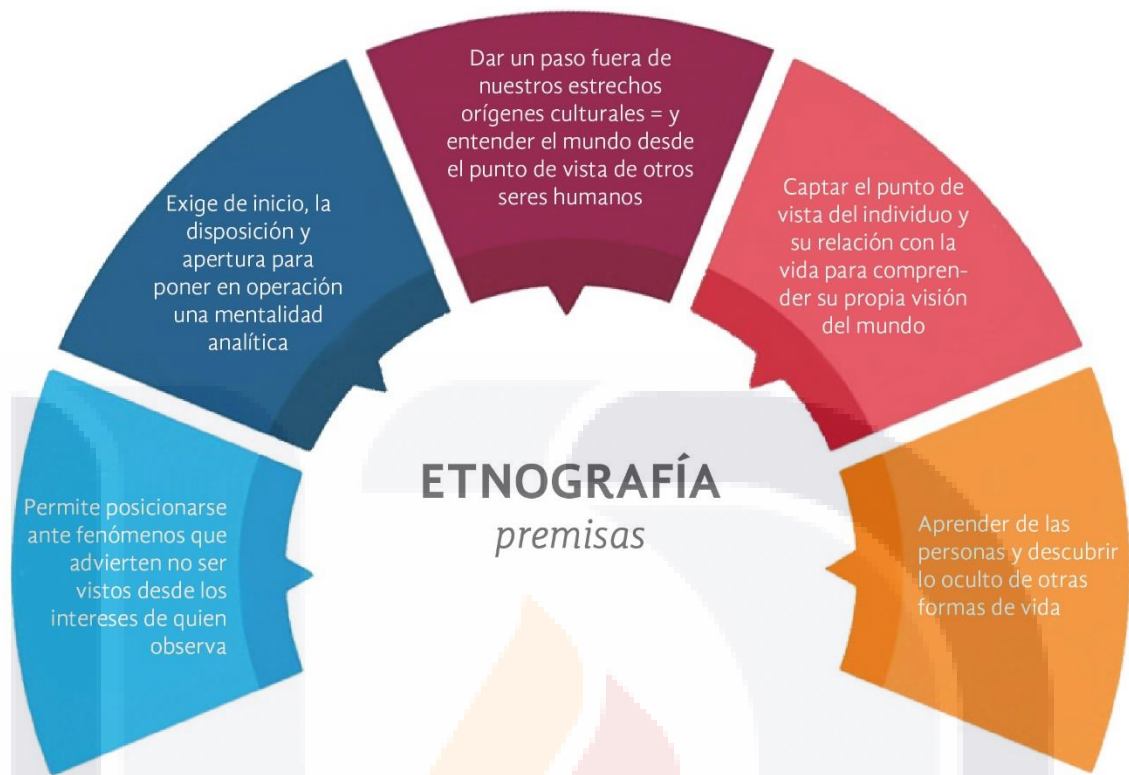 Dar un paso fuera de
nuestros estrechos
orígenes culturales = y
entender el mundo desde
el punto de vista de otros
seres humanos
Exige de inicio, la
disposición y
apertura para
poner en operación
una mentalidad
analítica
Captar el punto de
vista del individuo y
su relación con la
vida para compren-
der su propia visión
del mundo
Permite posicionarse
ante fenómenos que
advierten no ser
vistos desde los
intereses de quien
observa
ETNOGRAFÍA
premisas
Aprender de las
personas y descubrir
lo oculto de otras
formas de vida